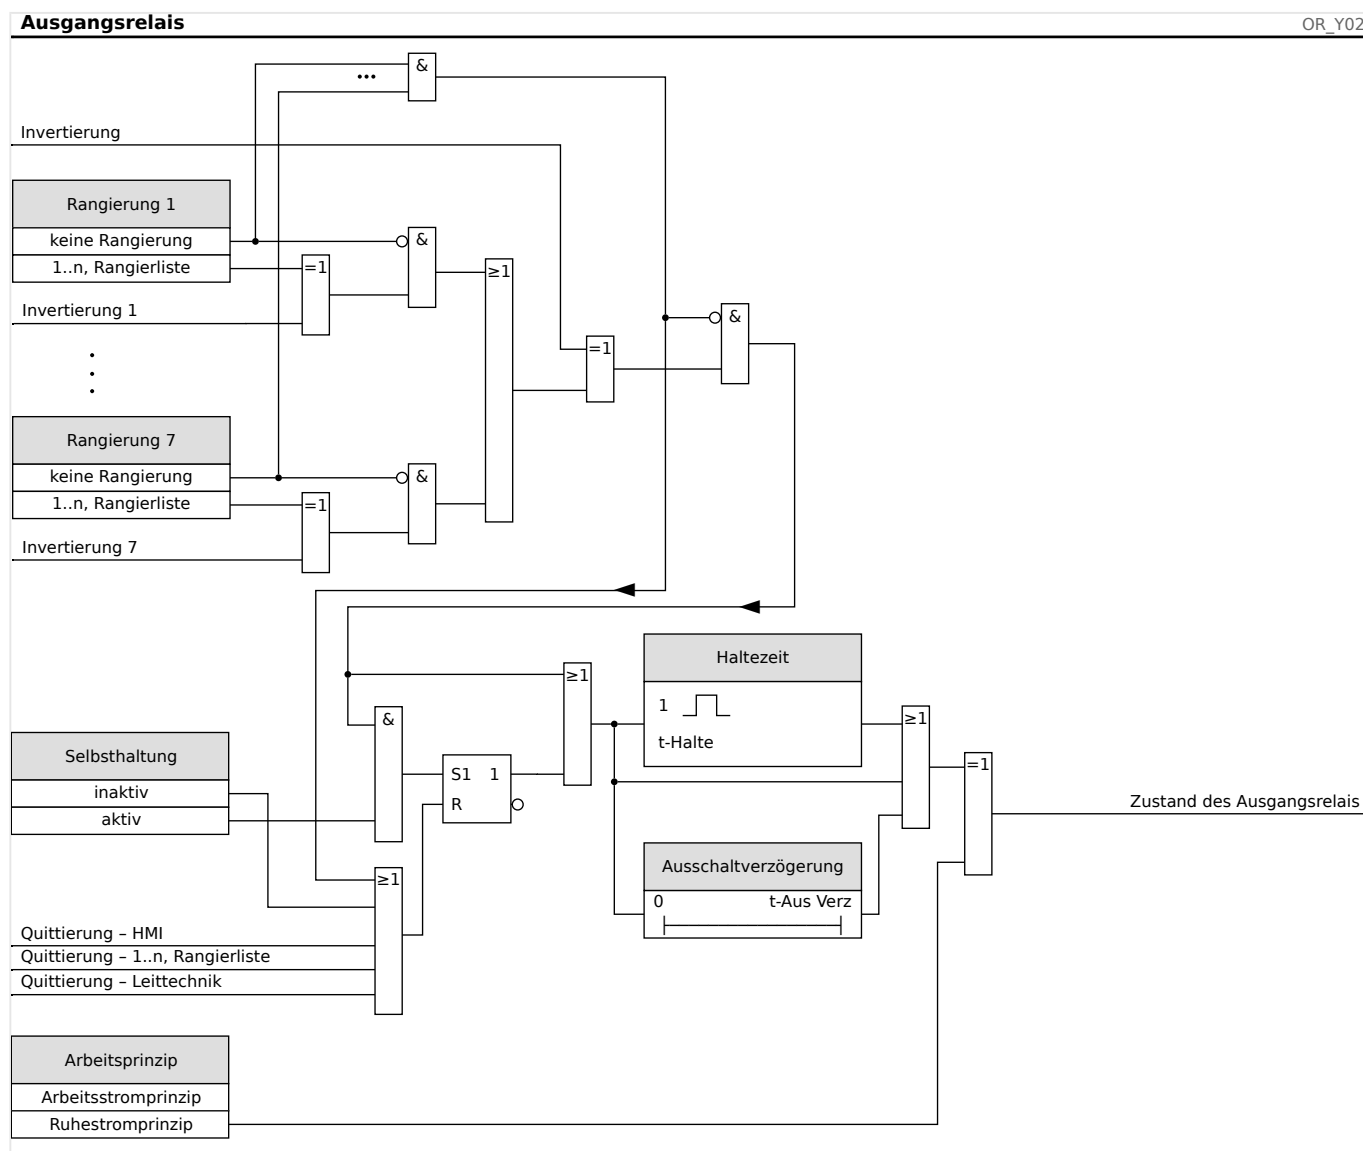 Ausgangsrelais
OR_Y02
&
...
Invertierung
Rangierung 1
keine Rangierung
&
1..n, Rangierliste
=1
≥1
Invertierung 1
&
=1
Rangierung 7
keine Rangierung
&
1..n, Rangierliste
=1
Invertierung 7
Haltezeit
≥1
1
t-Halte
&
≥1
Selbsthaltung
inaktiv
aktiv
S1 1
R
=1
Zustand des Ausgangsrelais
Ausschaltverzögerung
0 t-Aus Verz
≥1
Quittierung – HMI
Quittierung – 1..n, Rangierliste
Quittierung – Leittechnik
Arbeitsprinzip
Arbeitsstromprinzip
Ruhestromprinzip